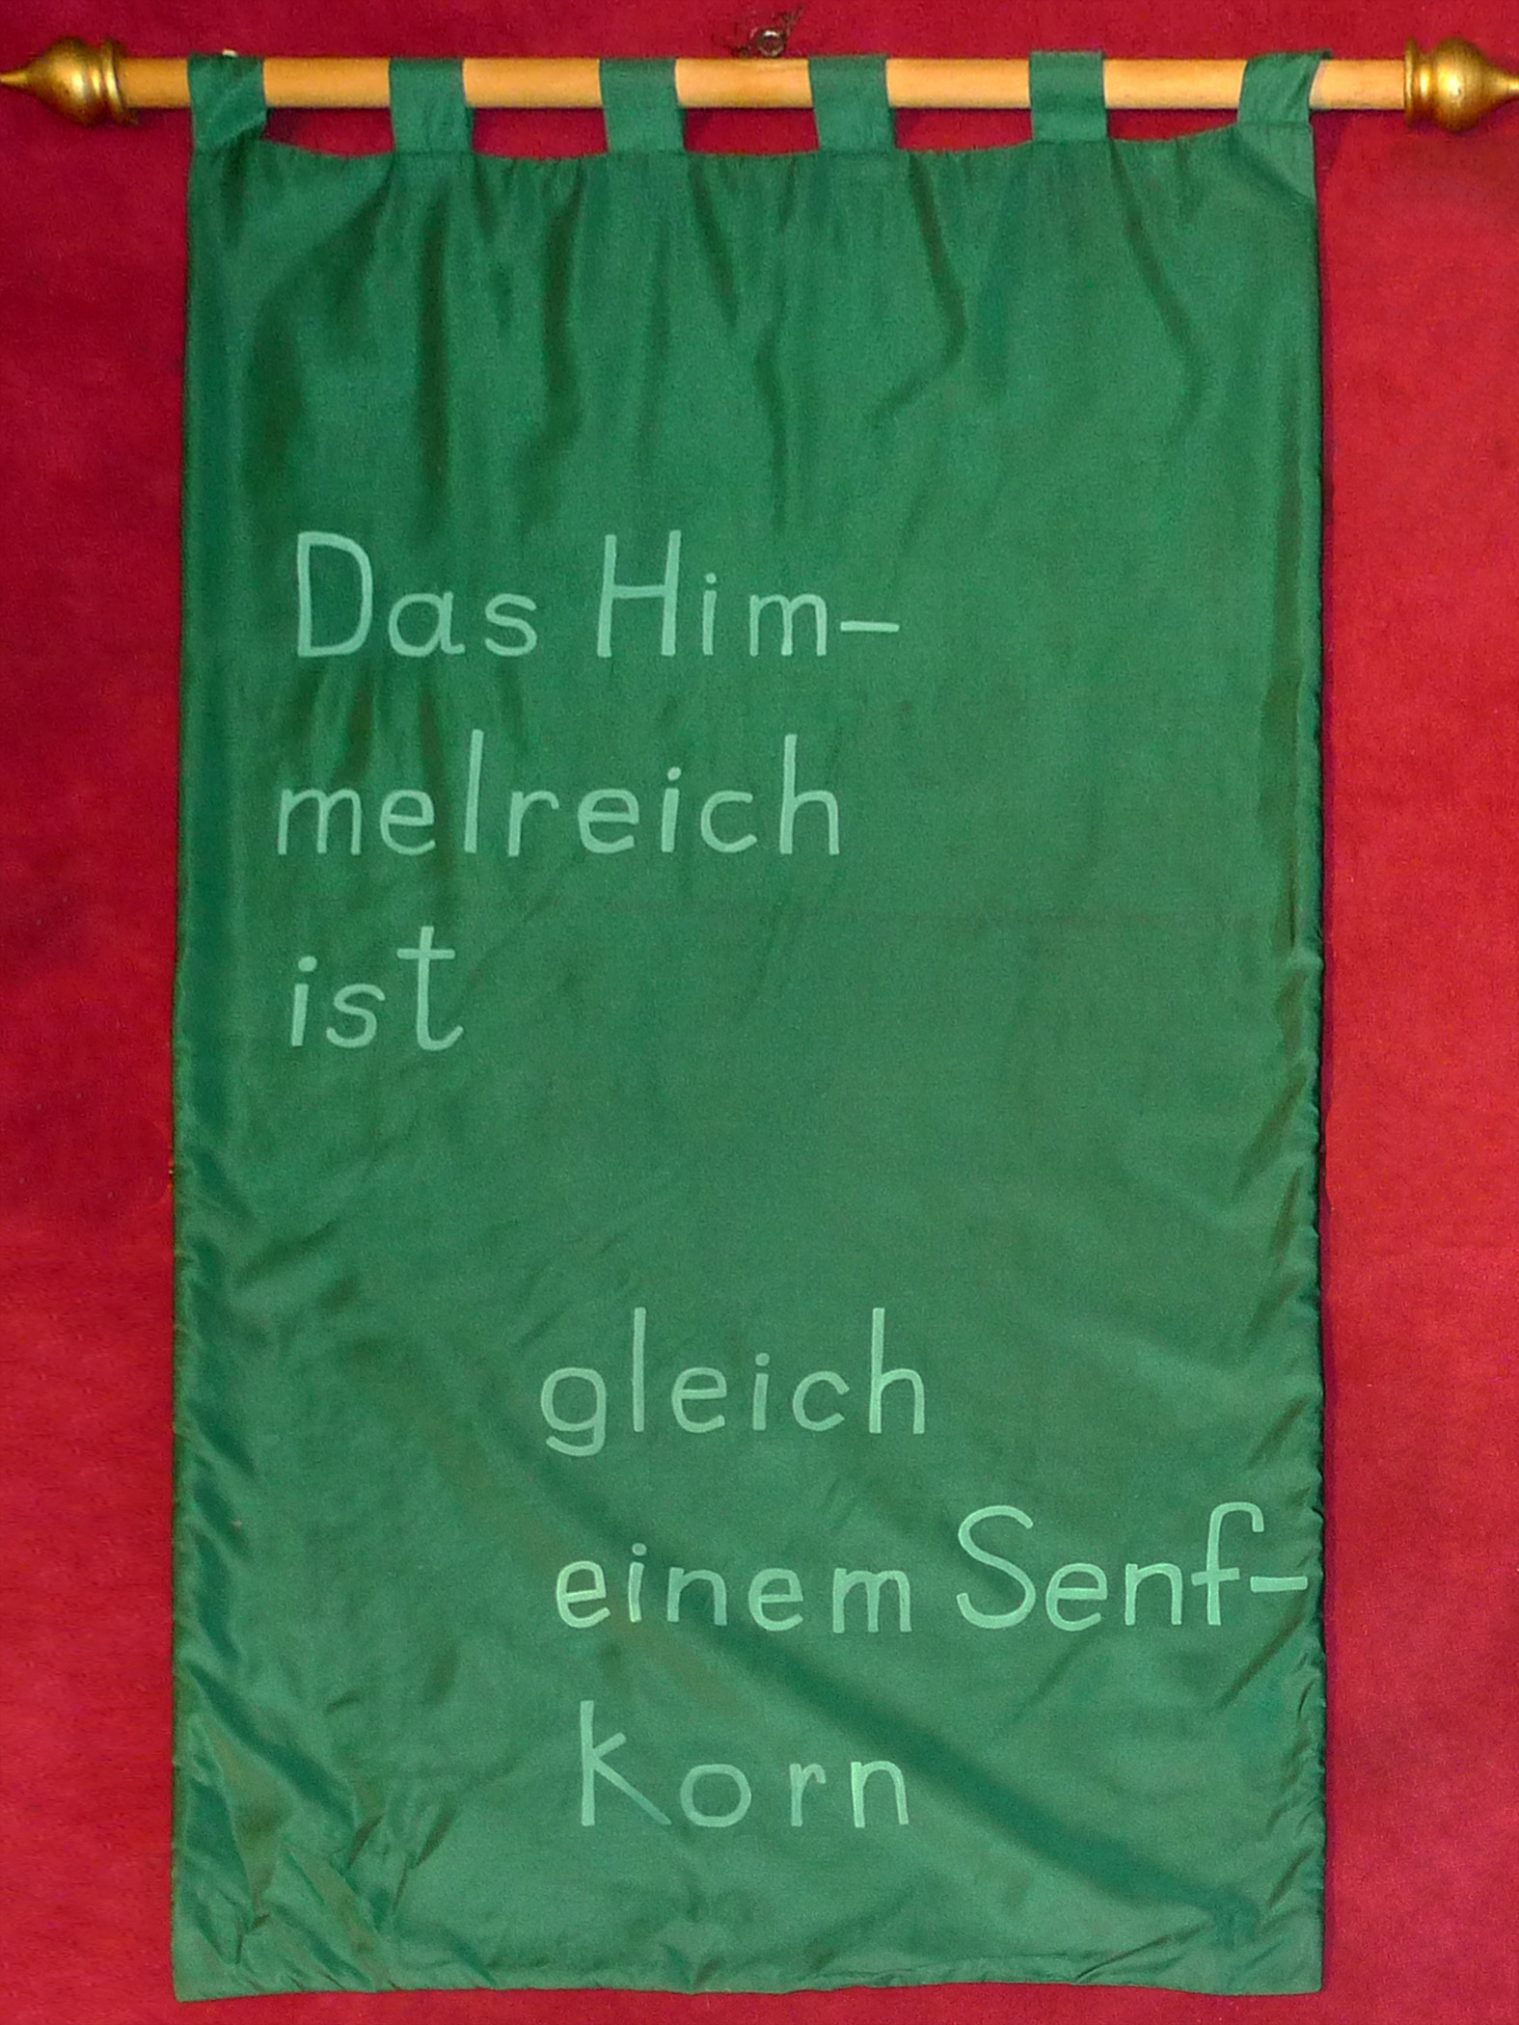 Das Him-
melreich
ist
gleich
einem Senf-
korn